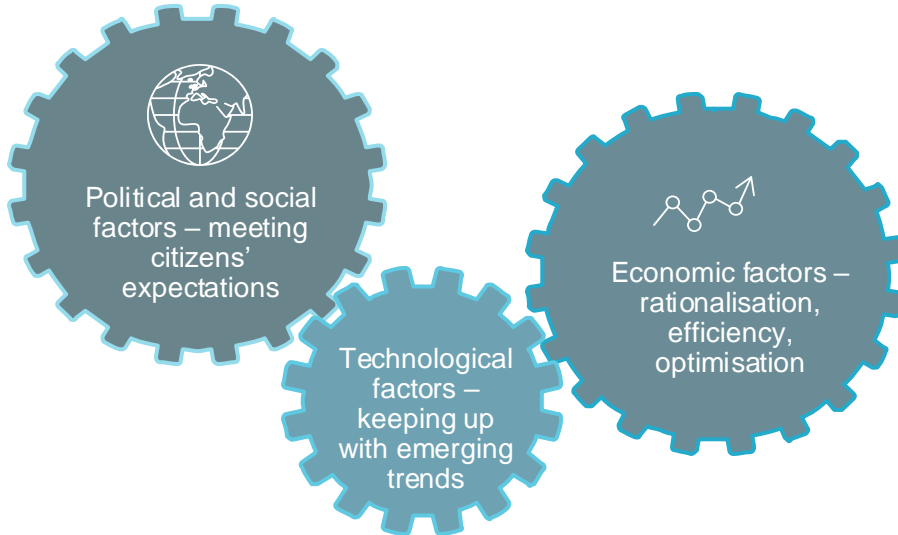 Political and social
factors – meeting
citizens’
expectations
Technological
factors –
keeping up
with emerging
trends
Economic factors –
rationalisation,
efficiency,
optimisation